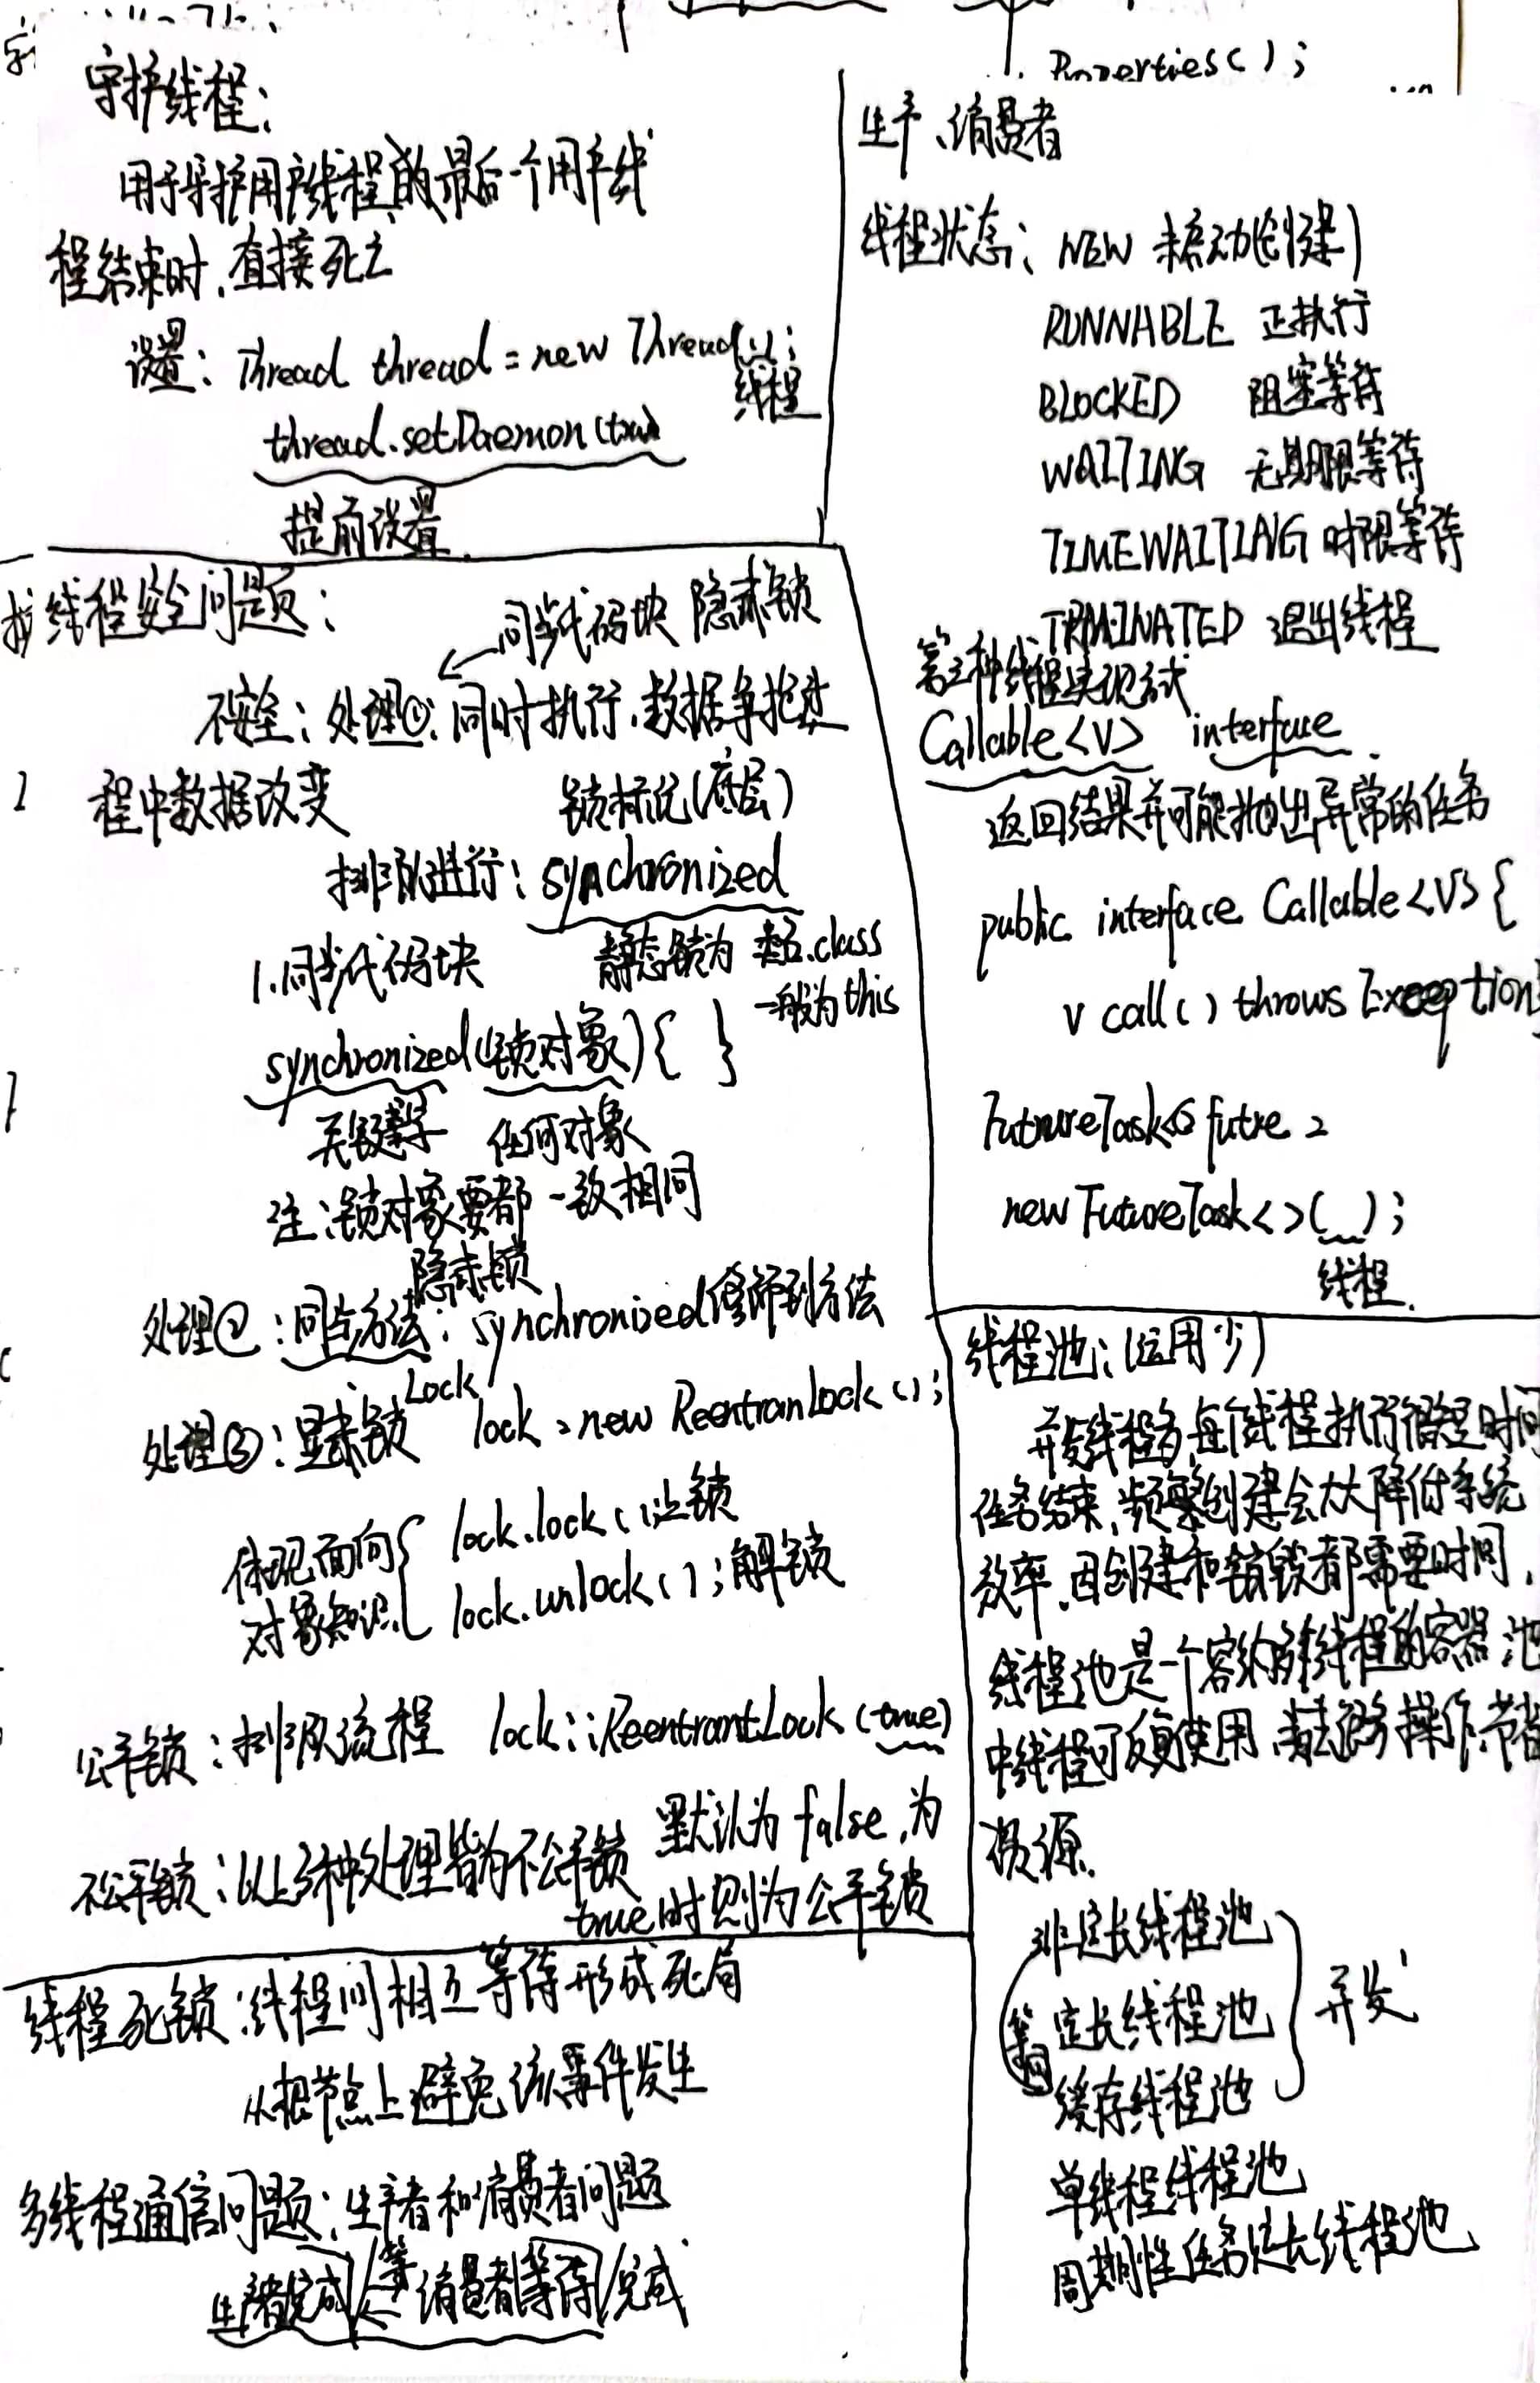 Properties();
守护线程:
用于守护用户线程,的最后一个用户线
程结束时,直接死亡
设置: Thread thread = new Thread();
线程
thread.setDaemon(true)
提前设置.
线程安全问题:
同步代码块 隐式锁
不安全: 处理①: 同时执行,数据争抢使
程中数据改变
锁标记(底层)
排队进行: synchronized
1.同步代码块 静态锁为 类名.class
一般为this
synchronized(锁对象){ }
关键字 任何对象
注:锁对象要都一致相同
隐式锁
处理②:同步方法: synchronized修饰到方法
处理③:显示锁 Lock lock = new ReentranLock();
体现面向 lock.lock();上锁
对象知识 lock.unlock();解锁
公平锁:排队流程 lock::ReentrantLock(true)
不公平锁:以上3种处理皆为不公平锁 默认为false,为
true时则为公平锁
线程死锁:线程间相互等待形成死局
从根节点上避免该事件发生
多线程通信问题:生产者和消费者问题
生产者完成/等 消费者等待/完成
生产、消费者
线程状态: NEW 未启动(创建)
RUNNABLE 正执行
BLOCKED 阻塞等待
WAITING 无期限等待
TIMEWAITING 时限等待
TRMINATED 退出线程
第三种线程实现方式
Callable<V> interface.
返回结果并可能抛出异常的任务
public interface Callable<V>{
V call() throws Exception
FutureTask<> futre =
new FutureTask<>( );
线程.
线程池:(运用少)
并发线程多,每个线程执行很短时间
任务结束,频繁创建会大大降低系统
效率,因创建和销毁都需要时间,
线程池是一个容纳多线程的容器 池
中线程可反复使用,省去很多操作,节省
资源.
非定长线程池
定长线程池
并发
缓存线程池
单线程线程池
周期性任务定长线程池